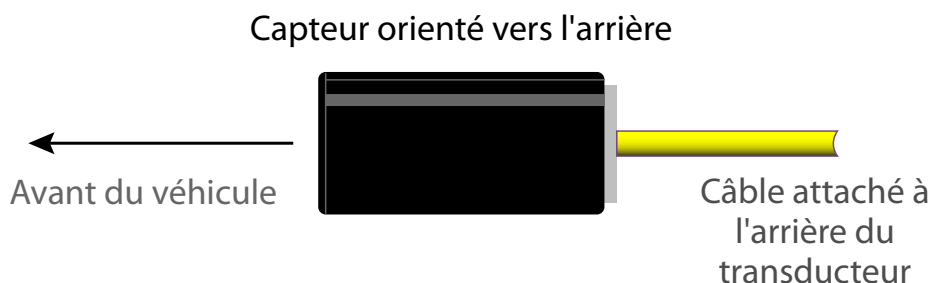 Capteur orienté vers l'arrière
Avant du véhicule
Câble attaché à
l'arrière du
transducteur